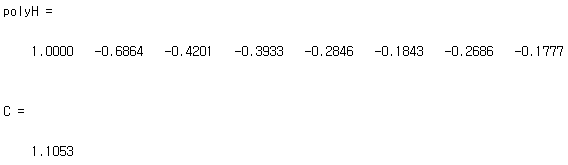 polyH =
1.0000 -0.6864 -0.4201 -0.3933 -0.2846 -0.1843 -0.2686 -0.1777
C =
1.1053